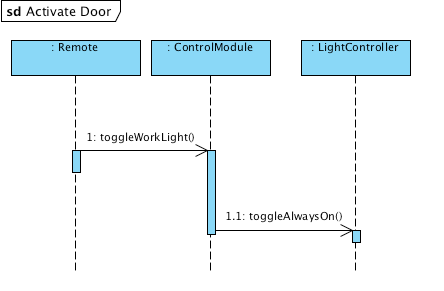 sd Activate Door
: Remote
: ControlModule
: LightController
1: toggleWorkLight()
1.1: toggleAlwaysOn()